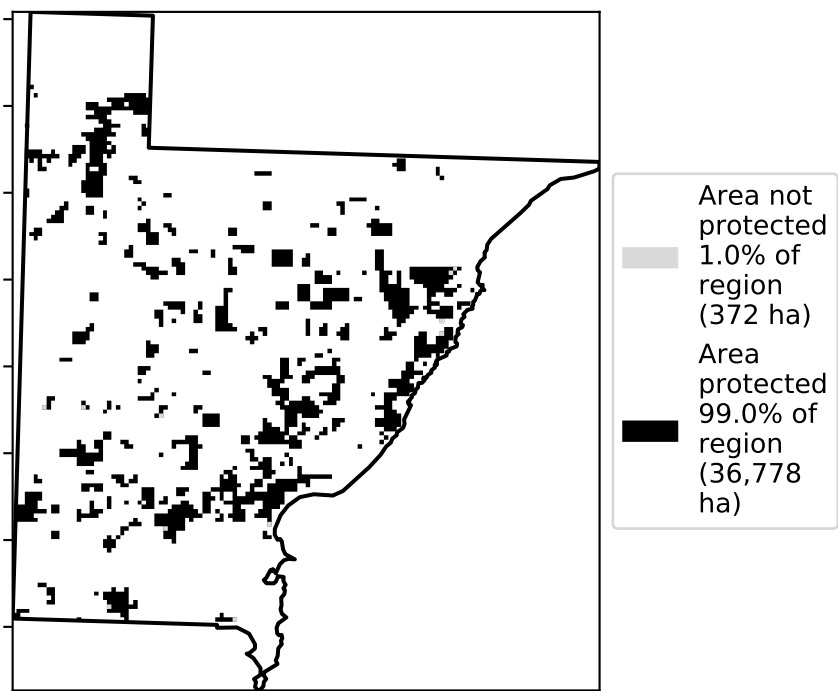 Area not
protected
1.0% of
region
(372 ha)
Area
protected
99.0% of
region
(36,778
ha)